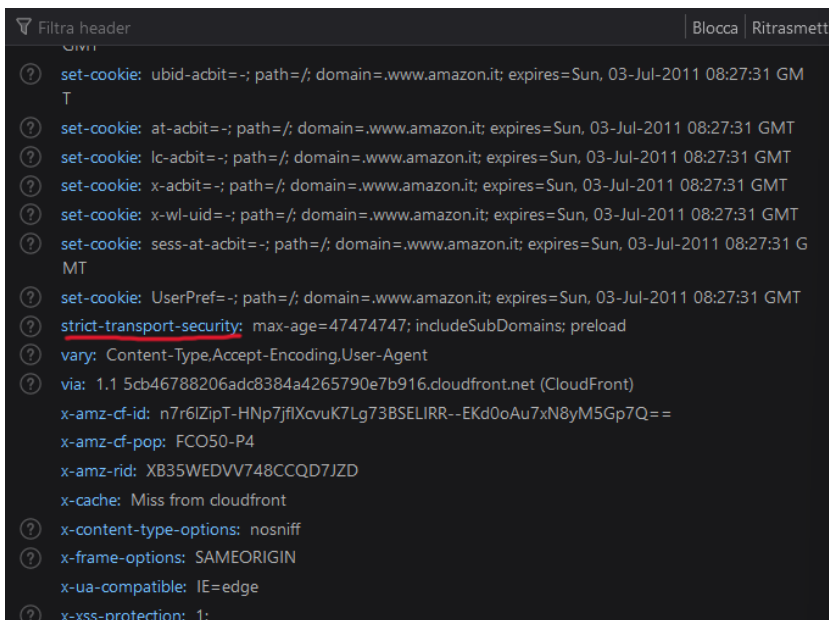 Filtra header
Blocca
Ritrasmett
GMT
set-cookie: ubid-acbit=-; path=/; domain=.www.amazon.it; expires=Sun, 03-Jul-2011 08:27:31 GM
T
set-cookie: at-acbit=-; path=/; domain=.www.amazon.it; expires=Sun, 03-Jul-2011 08:27:31 GMT
set-cookie: lc-acbit=-; path=/; domain=.www.amazon.it; expires=Sun, 03-Jul-2011 08:27:31 GMT
set-cookie: x-acbit=-; path=/; domain=.www.amazon.it; expires=Sun, 03-Jul-2011 08:27:31 GMT
set-cookie: x-wl-uid=-; path=/; domain=.www.amazon.it; expires=Sun, 03-Jul-2011 08:27:31 GMT
set-cookie: sess-at-acbit=-; path=/; domain=.www.amazon.it; expires=Sun, 03-Jul-2011 08:27:31 G
MT
set-cookie: UserPref=-; path=/; domain=.www.amazon.it; expires=Sun, 03-Jul-2011 08:27:31 GMT
strict-transport-security: max-age=47474747; includeSubDomains; preload
vary: Content-Type,Accept-Encoding,User-Agent
via: 1.1 5cb46788206adc8384a4265790e7b916.cloudfront.net (CloudFront)
x-amz-cf-id: n7r6lZipT-HNp7jflXcvuK7Lg73BSELIRR--EKd0oAu7xN8yM5Gp7Q==
x-amz-cf-pop: FCO50-P4
x-amz-rid: XB35WEDVV748CCQD7JZD
x-cache: Miss from cloudfront
x-content-type-options: nosniff
x-frame-options: SAMEORIGIN
x-ua-compatible: IE=edge
x-xss-protection: 1;